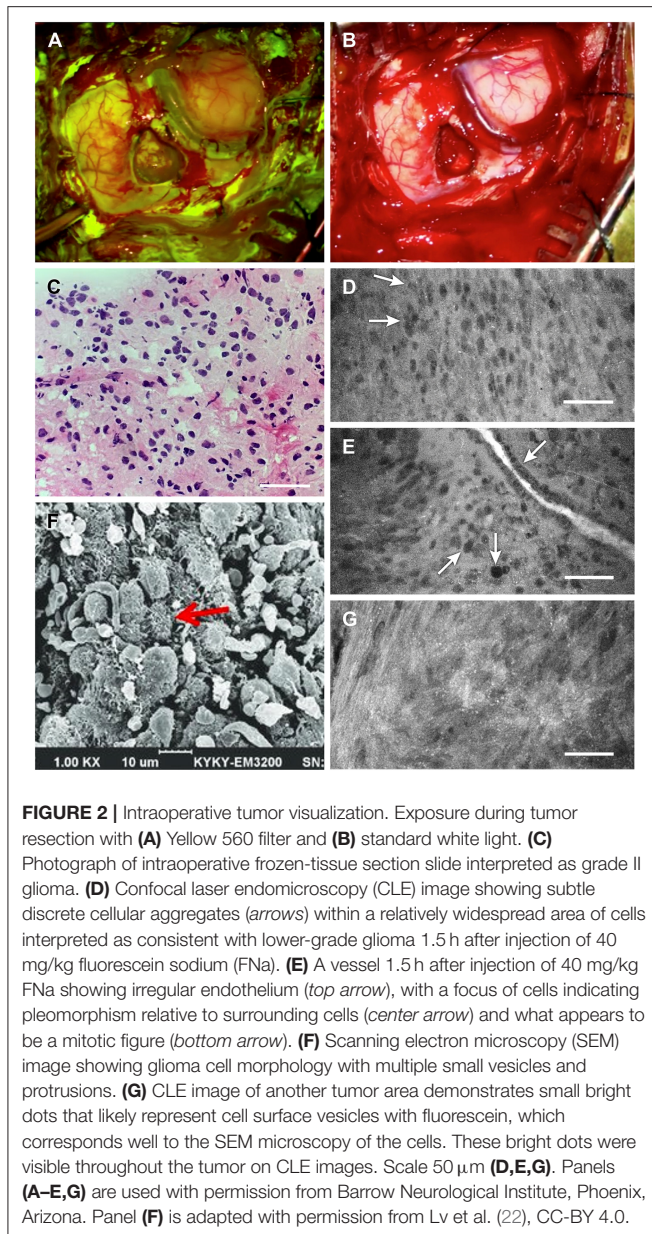 A
B
C
D
E
F
1.00 KX 10 um KYKY-EM3200 SN:
G
FIGURE 2 | Intraoperative tumor visualization. Exposure during tumor
resection with (A) Yellow 560 filter and (B) standard white light. (C)
Photograph of intraoperative frozen-tissue section slide interpreted as grade II
glioma. (D) Confocal laser endomicroscopy (CLE) image showing subtle
discrete cellular aggregates (arrows) within a relatively widespread area of cells
interpreted as consistent with lower-grade glioma 1.5 h after injection of 40
mg/kg fluorescein sodium (FNa). (E) A vessel 1.5 h after injection of 40 mg/kg
FNa showing irregular endothelium (top arrow), with a focus of cells indicating
pleomorphism relative to surrounding cells (center arrow) and what appears to
be a mitotic figure (bottom arrow). (F) Scanning electron microscopy (SEM)
image showing glioma cell morphology with multiple small vesicles and
protrusions. (G) CLE image of another tumor area demonstrates small bright
dots that likely represent cell surface vesicles with fluorescein, which
corresponds well to the SEM microscopy of the cells. These bright dots were
visible throughout the tumor on CLE images. Scale 50 μm (D,E,G). Panels
(A–E,G) are used with permission from Barrow Neurological Institute, Phoenix,
Arizona. Panel (F) is adapted with permission from Lv et al. (22), CC-BY 4.0.